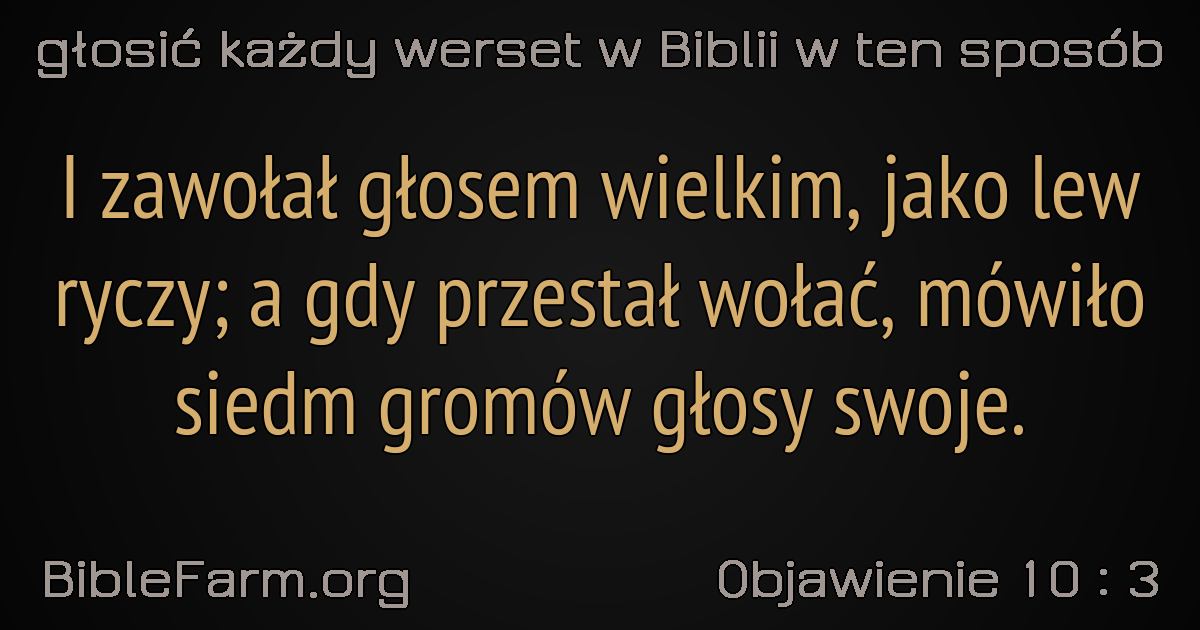 głosić każdy werset w Biblii w ten sposób
I zawołał głosem wielkim, jako lew
ryczy; a gdy przestał wołać, mówiło
siedm gromów głosy swoje.
BibleFarm.org
Objawienie 10 : 3